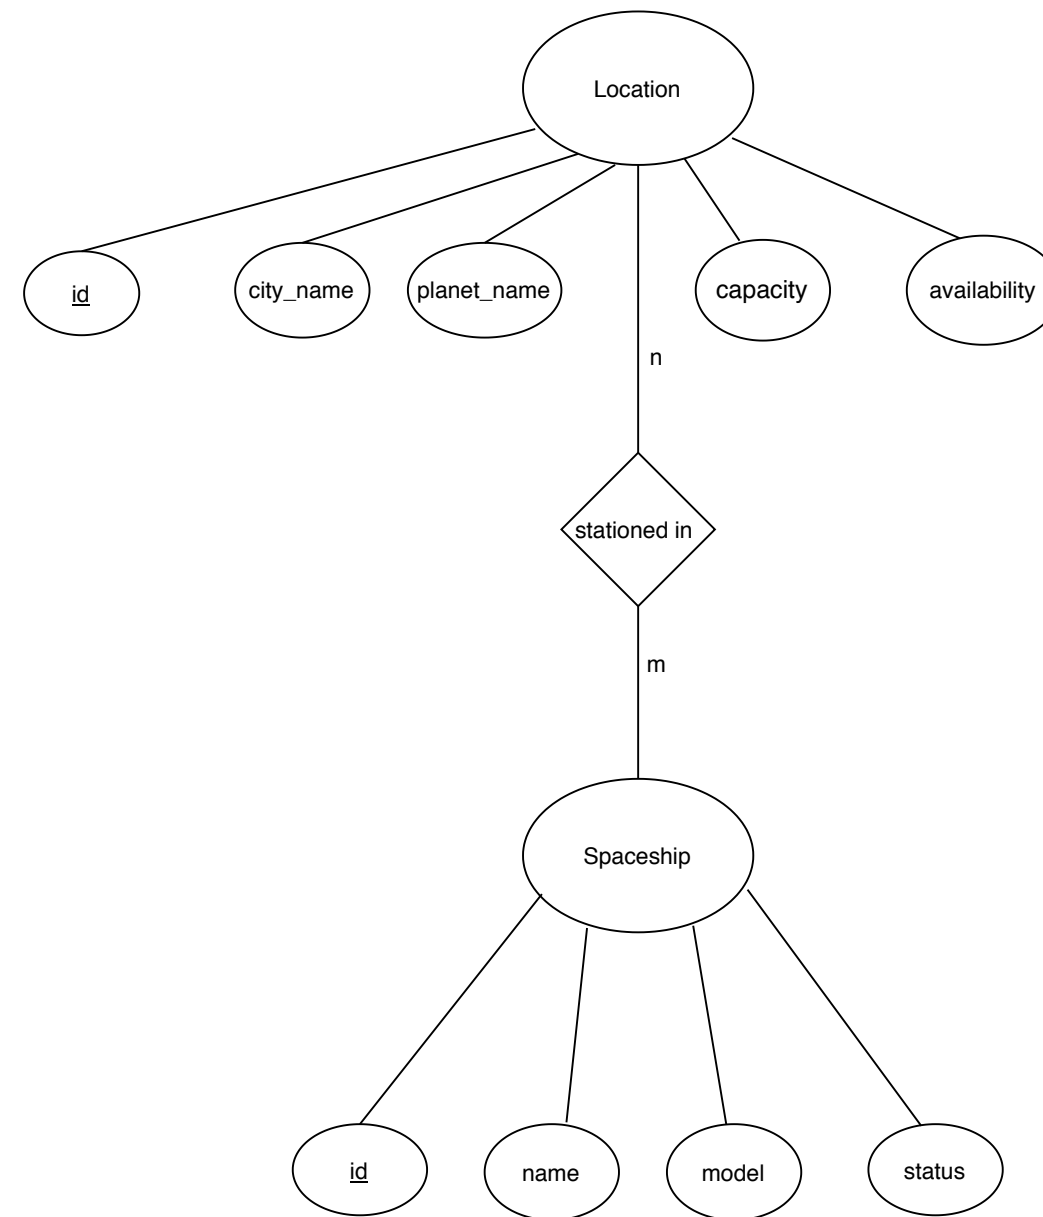 Location
id
city_name
planet_name
capacity
availability
n
stationed in
m
Spaceship
id
name
model
status